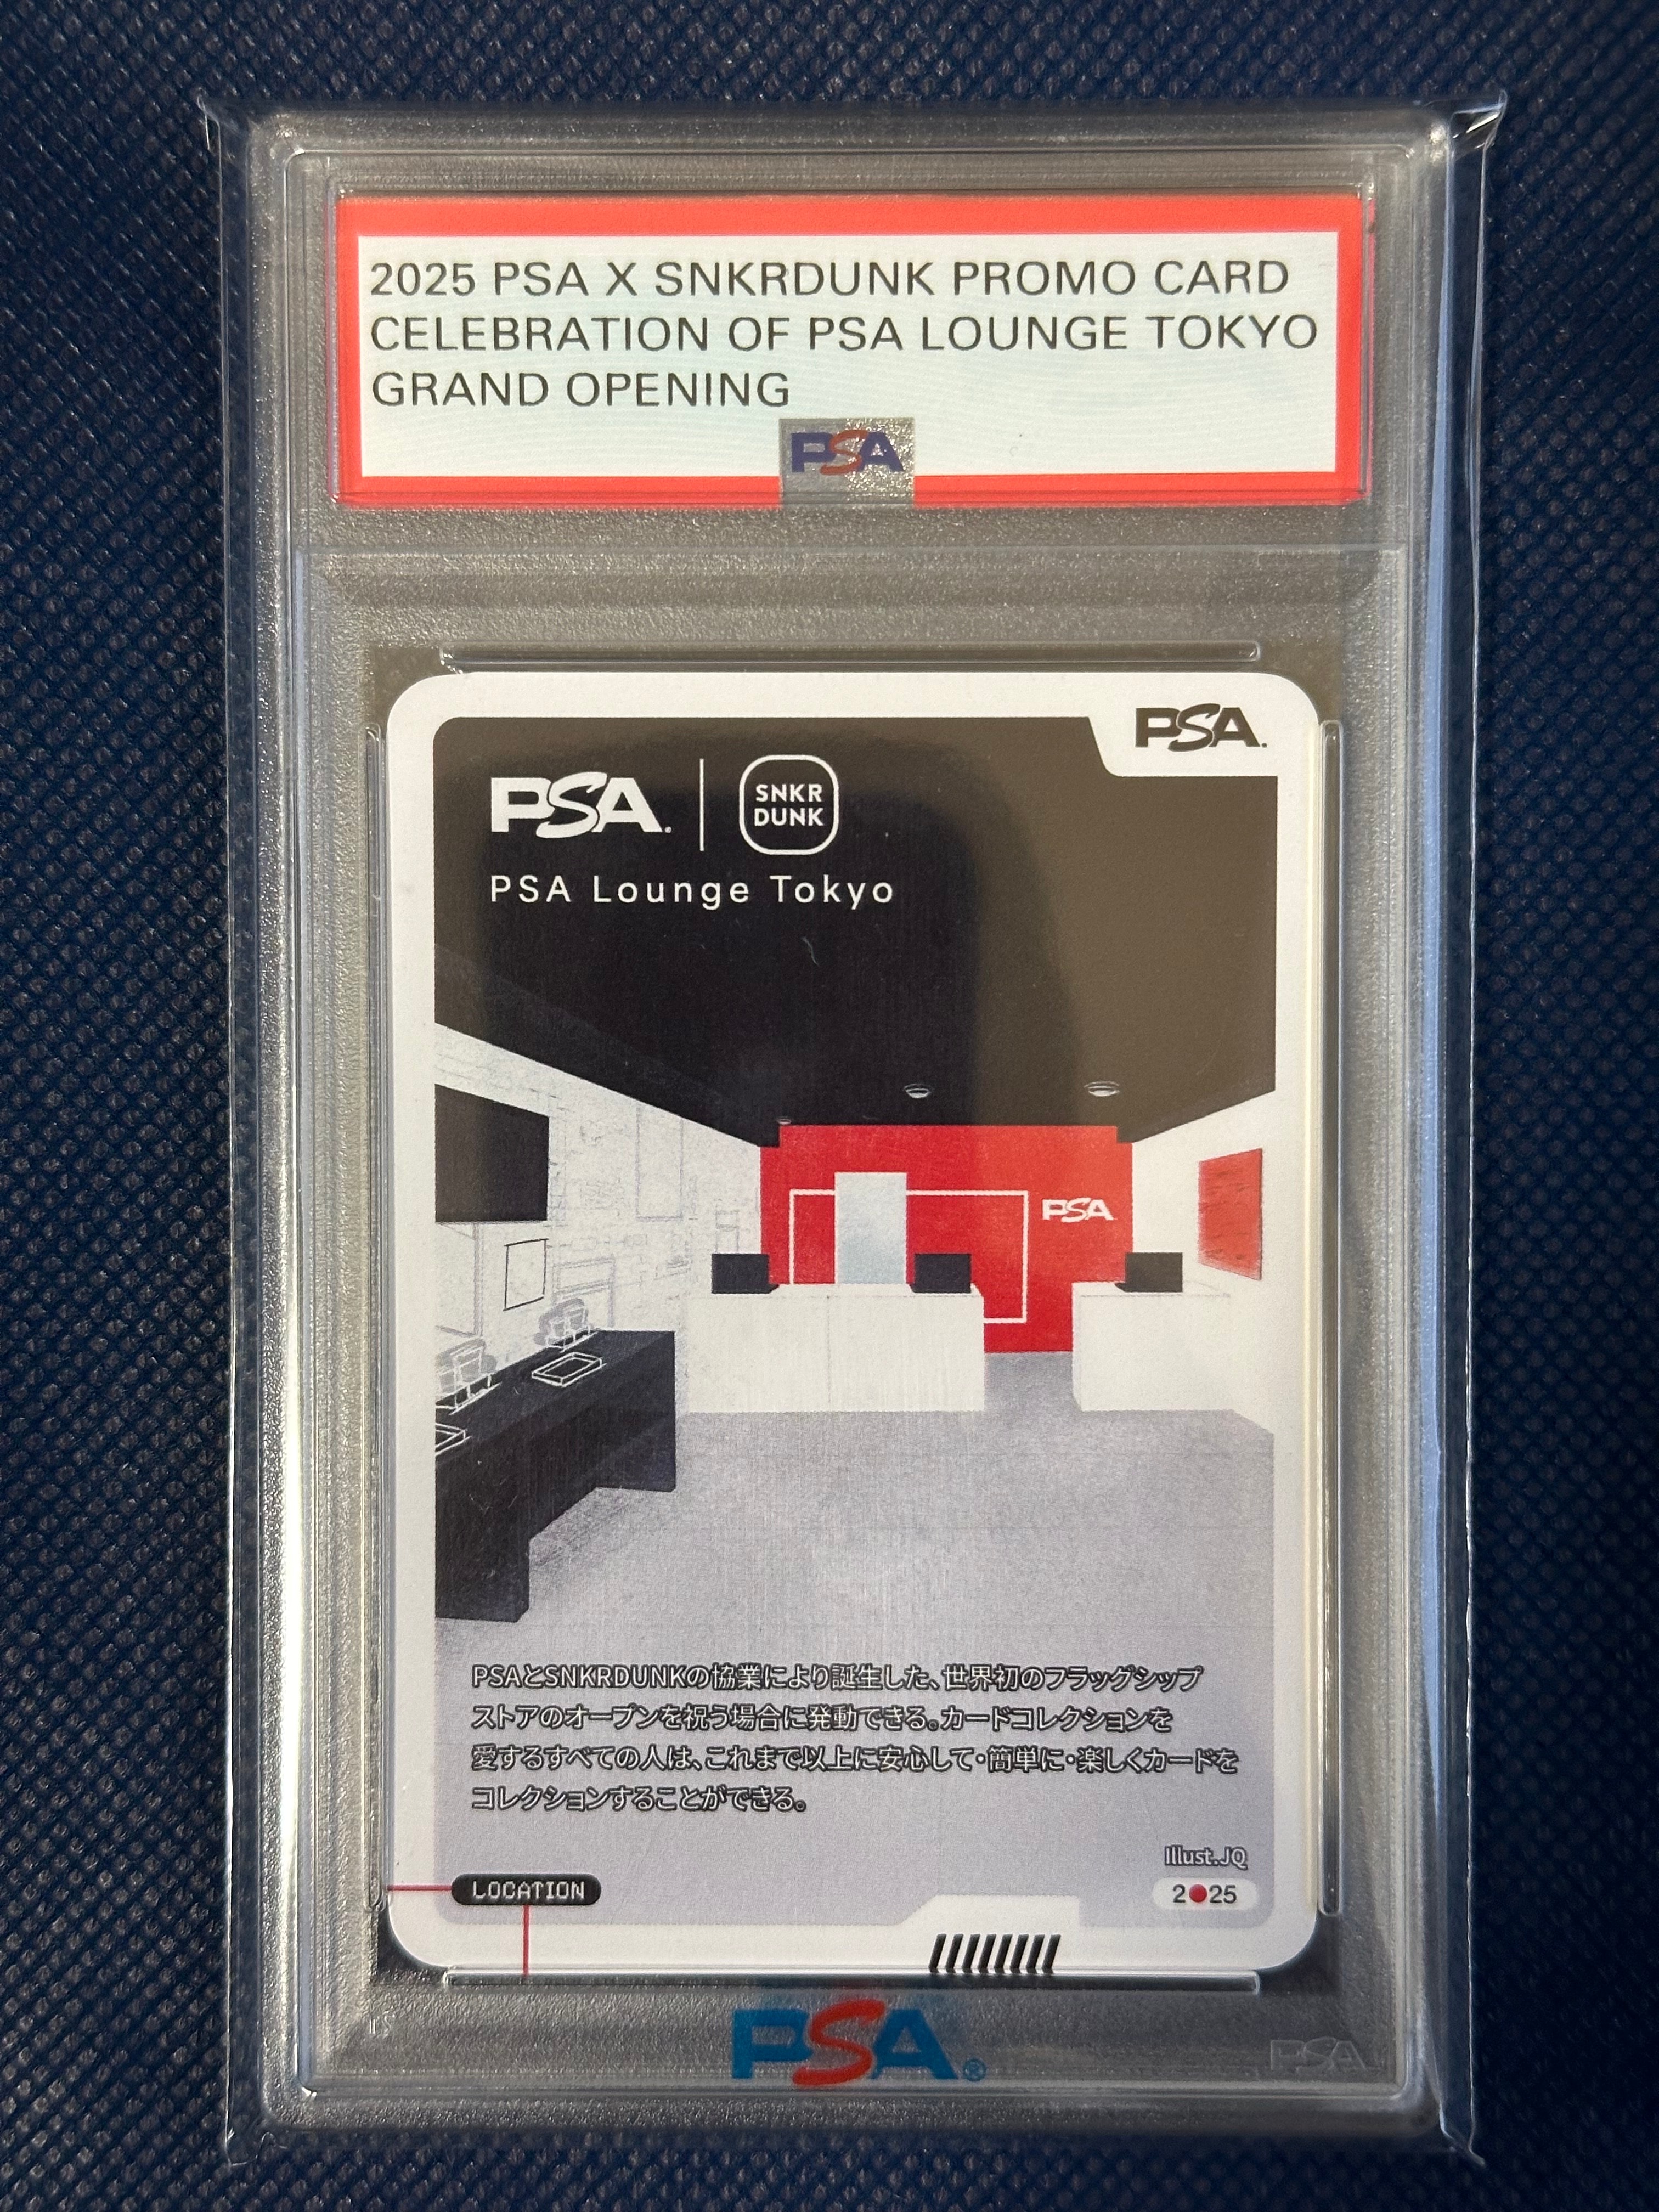 2025 PSA X SNKRDUNK PROMO CARD
CELEBRATION OF PSA LOUNGE TOKYO
GRAND OPENING
PSA
PSA.
PSA.
SNKR
DUNK
PSA Lounge Tokyo
PSA
PSAとSNKRDUNKの協業により誕生した、世界初のフラッグシップ
ストアのオープンを祝う場合に発動できる。カードコレクションを
愛するすべての人は、これまで以上に安心して・簡単に・楽しくカードを
コレクションすることができる。
Illust.JQ
LOCATION
2025
PSA®
PSA